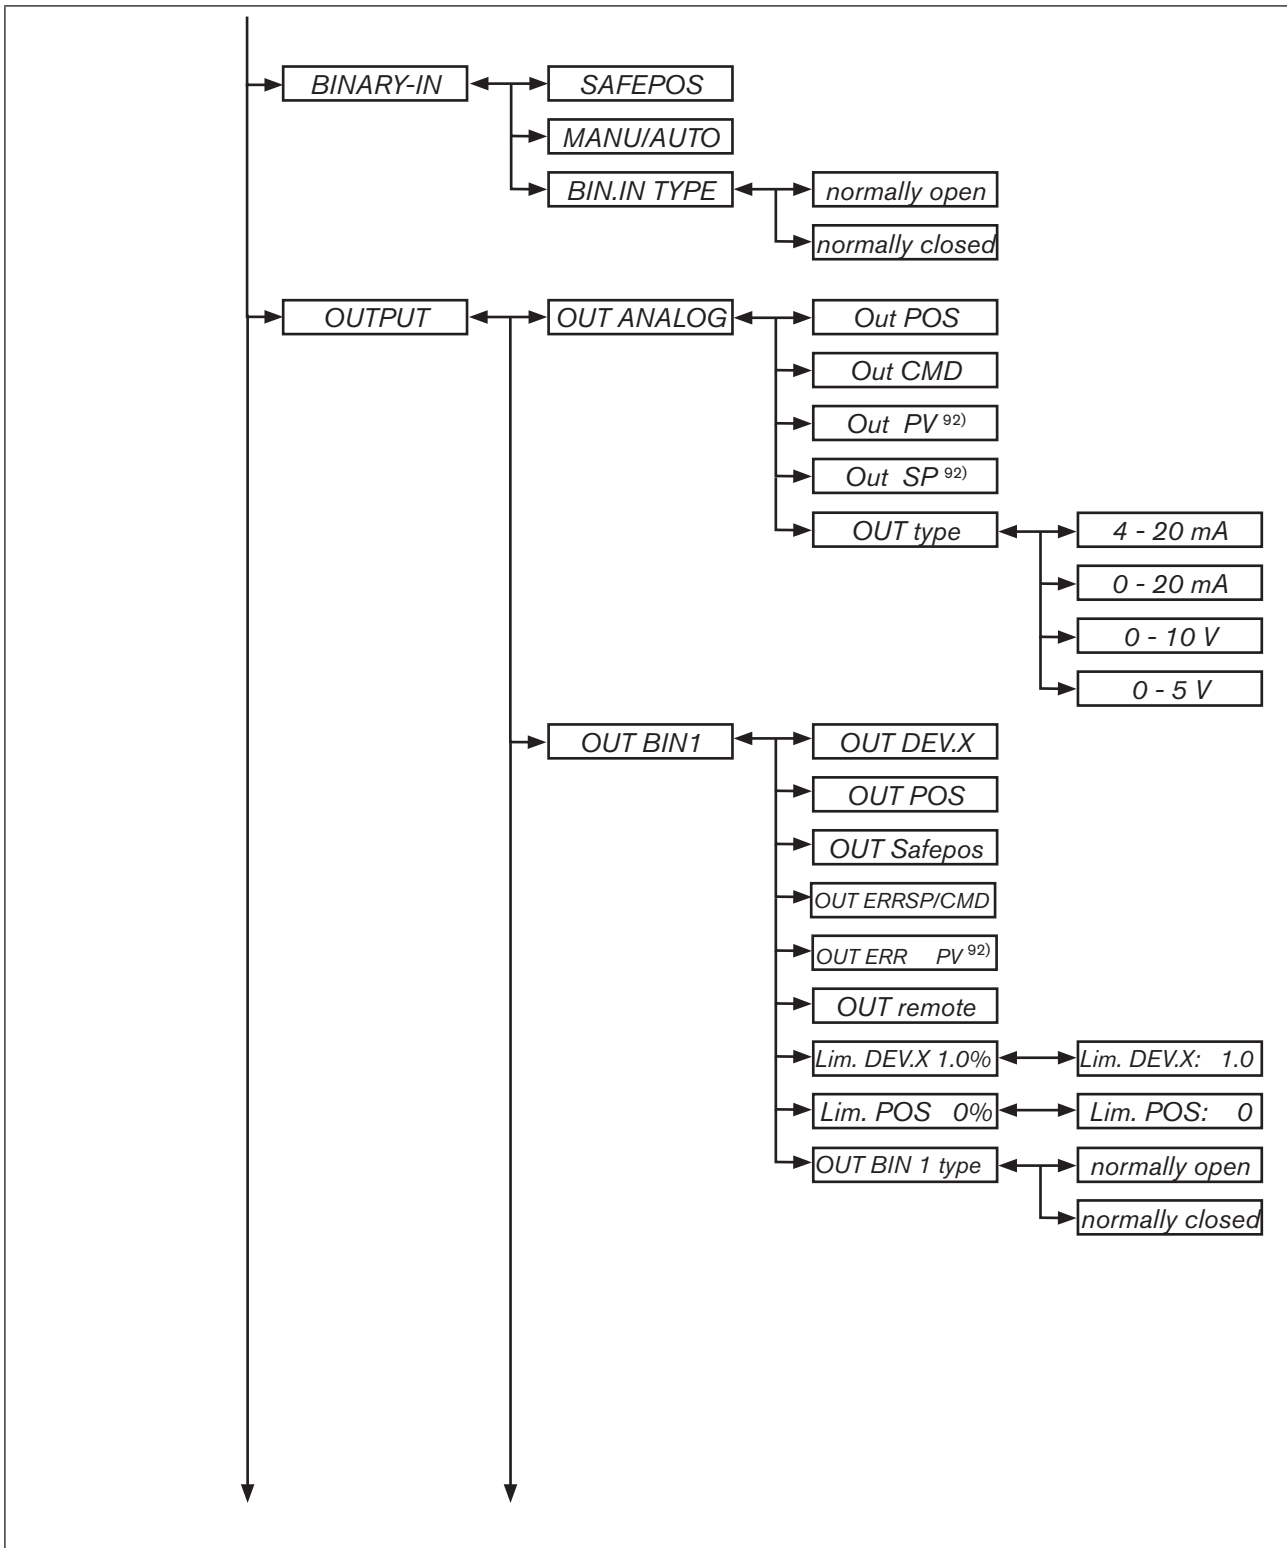 BINARY-IN
SAFEPOS
MANU/AUTO
BIN.IN TYPE
normally open
normally closed
OUTPUT
OUT ANALOG
Out POS
Out CMD
Out PV 92)
Out SP 92)
OUT type
4 - 20 mA
0 - 20 mA
0 - 10 V
0 - 5 V
OUT BIN1
OUT DEV.X
OUT POS
OUT Safepos
OUT ERRSP/CMD
OUT ERR PV 92)
OUT remote
Lim. DEV.X 1.0%
Lim. DEV.X: 1.0
Lim. POS 0%
Lim. POS: 0
OUT BIN 1 type
normally open
normally closed